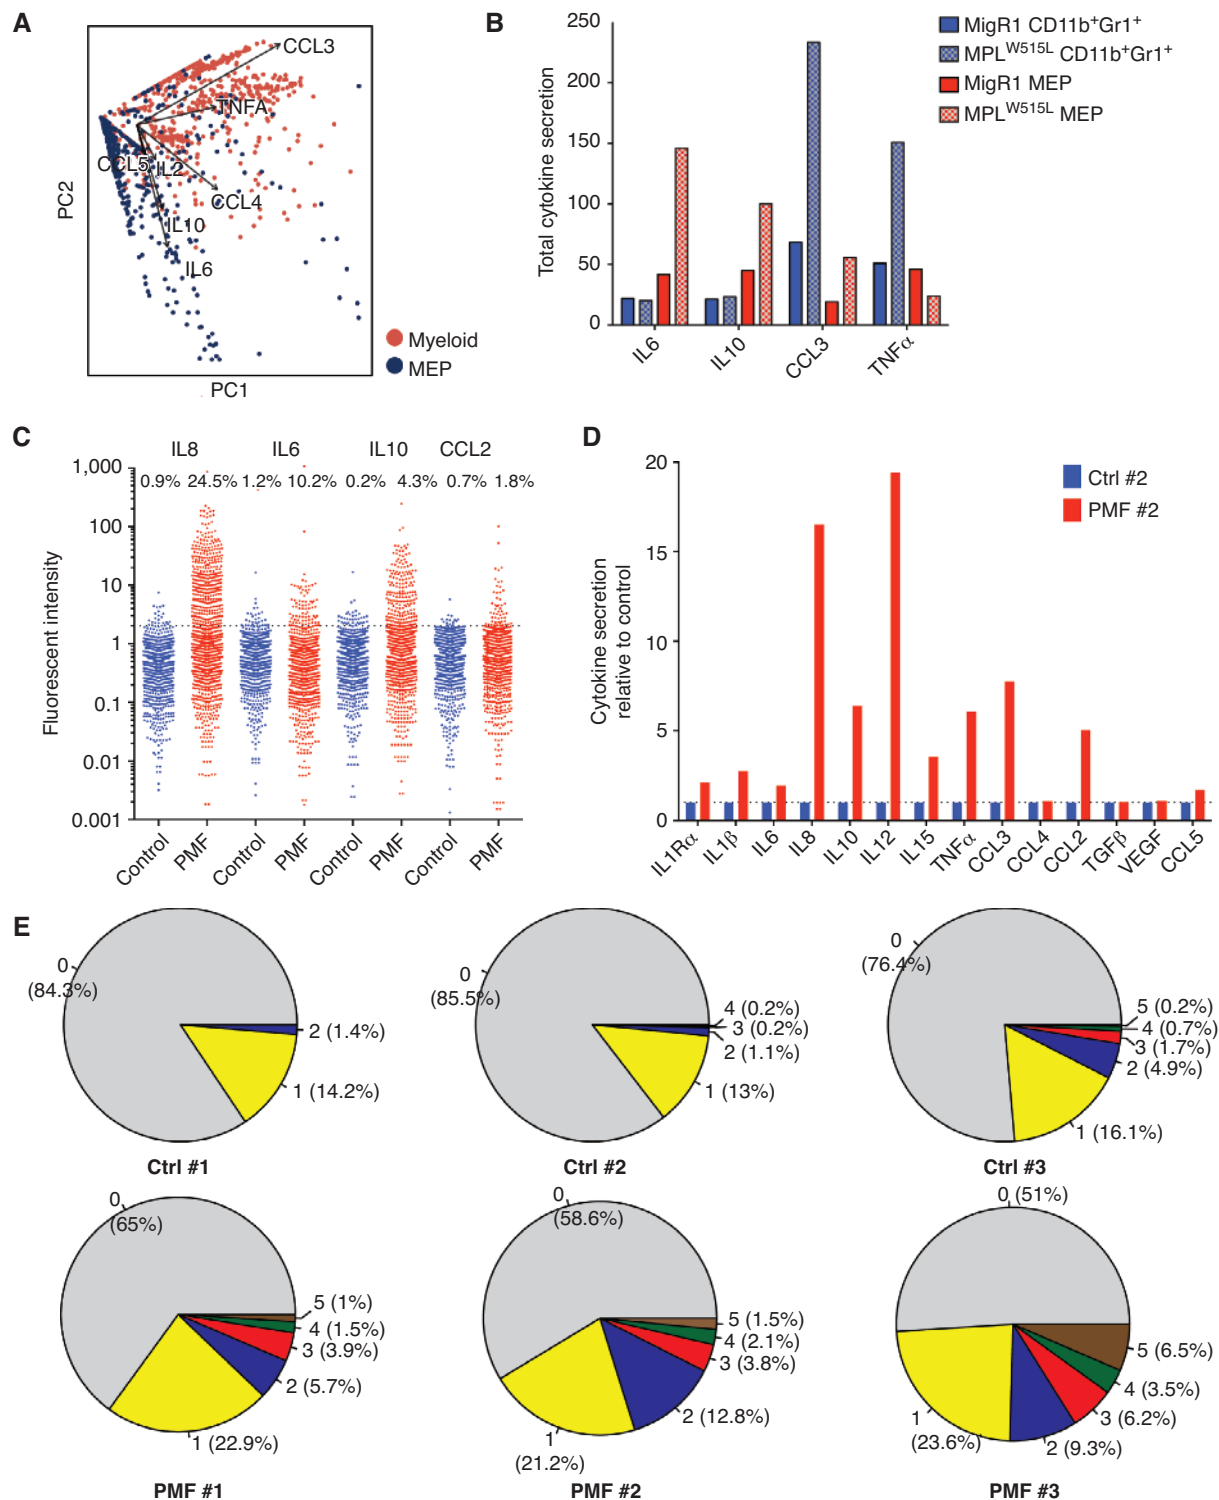 A
CCL3
TNFA
CCL5
IL2
CCL4
IL10
IL6
PC2
PC1
Myeloid
MEP
B
250
200
150
100
50
0
Total cytokine secretion
IL6
IL10
CCL3
TNFα
MigR1 CD11b+Gr1+
MPLW515L CD11b+Gr1+
MigR1 MEP
MPLW515L MEP
C
IL8 IL6 IL10 CCL2
0.9% 24.5% 1.2% 10.2% 0.2% 4.3% 0.7% 1.8%
1,000
100
10
1
0.1
0.01
0.001
Fluorescent intensity
Control PMF Control PMF Control PMF Control PMF
D
20
15
10
5
0
Cytokine secretion
relative to control
Ctrl #2
PMF #2
IL1Rα IL1β IL6 IL8 IL10 IL12 IL15 TNFα CCL3 CCL4 CCL2 TGFβ VEGF CCL5
E
0
(84.3%)
2 (1.4%)
1 (14.2%)
Ctrl #1
0
(85.5%)
4 (0.2%)
3 (0.2%)
2 (1.1%)
1 (13%)
Ctrl #2
0
(76.4%)
5 (0.2%)
4 (0.7%)
3 (1.7%)
2 (4.9%)
1 (16.1%)
Ctrl #3
0
(65%)
5 (1%)
4 (1.5%)
3 (3.9%)
2 (5.7%)
1 (22.9%)
PMF #1
0
(58.6%)
5 (1.5%)
4 (2.1%)
3 (3.8%)
2 (12.8%)
1
(21.2%)
PMF #2
0 (51%)
5 (6.5%)
4 (3.5%)
3 (6.2%)
2 (9.3%)
1
(23.6%)
PMF #3